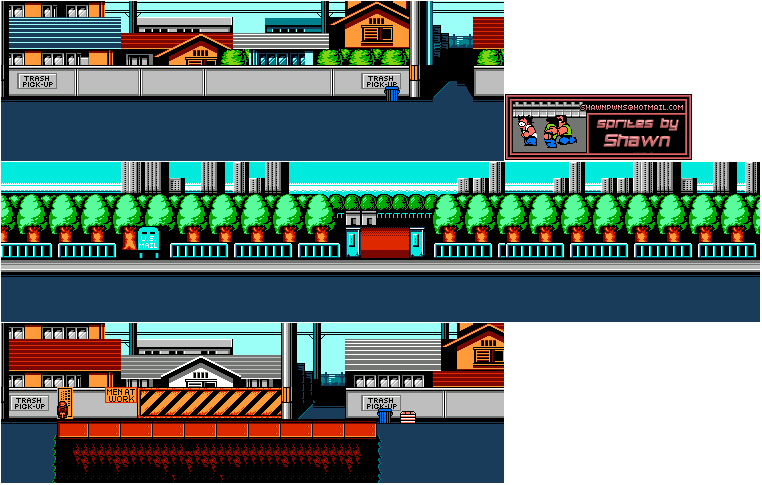 TRASH
PICK-UP
TRASH
PICK-UP
SHAWNPWNS@HOTMAIL.COM
sprites by
Shawn
U.S
MAIL
MEN AT
WORK
TRASH
PICK-UP
TRASH
PICK-UP